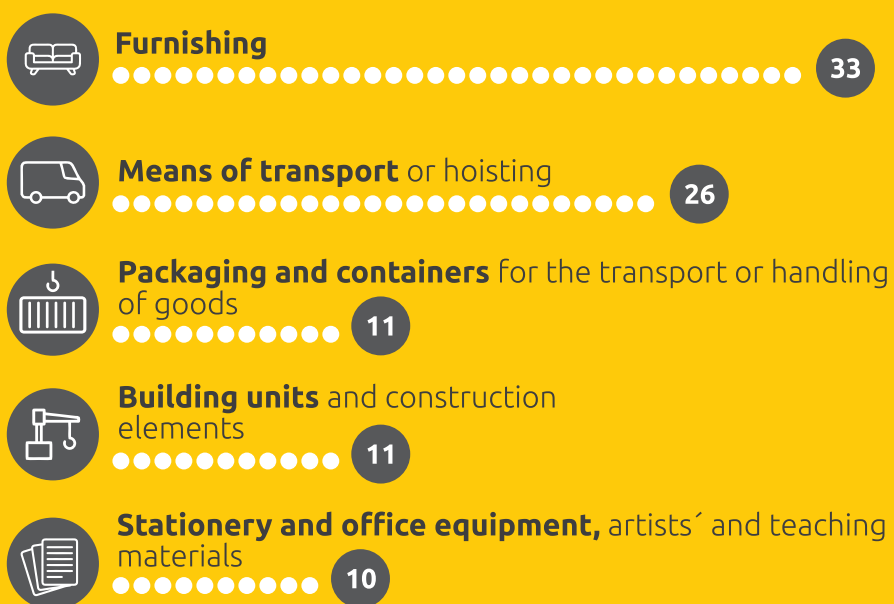 Furnishing
33
Means of transport or hoisting
26
Packaging and containers for the transport or handling
of goods
11
Building units and construction
elements
11
Stationery and office equipment, artists´ and teaching
materials
10